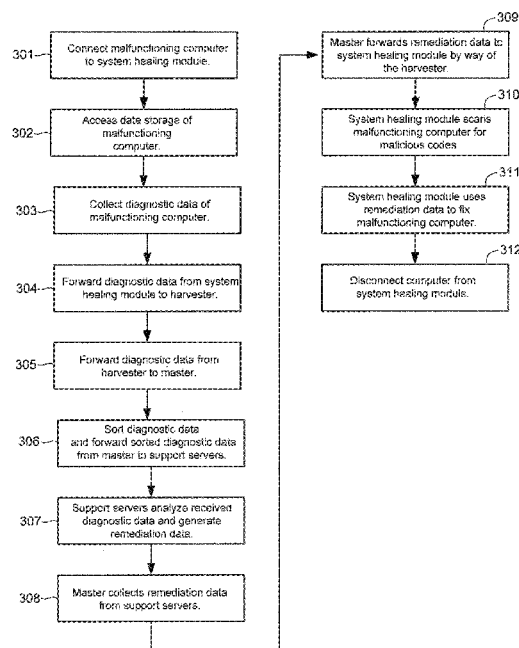 301
Connect malfunctioning computer
to system healing module.
302
Access data storage of
malfunctioning
computer.
303
Collect diagnostic data of
malfunctioning computer.
304
Forward diagnostic data from system
healing module to harvester.
305
Forward diagnostic data from
harvester to master.
306
Sort diagnostic data
and forward sorted diagnostic data
from master to support servers.
307
Support servers analyze received
diagnostic data and generate
remediation data.
308
Master collects remediation data
from support servers.
309
Master forwards remediation data to
system healing module by way of
the harvester.
310
System healing module scans
malfunctioning computer for
malicious codes
311
System healing module uses
remediation data to fix
malfunctioning computer.
312
Disconnect computer from
system healing module.